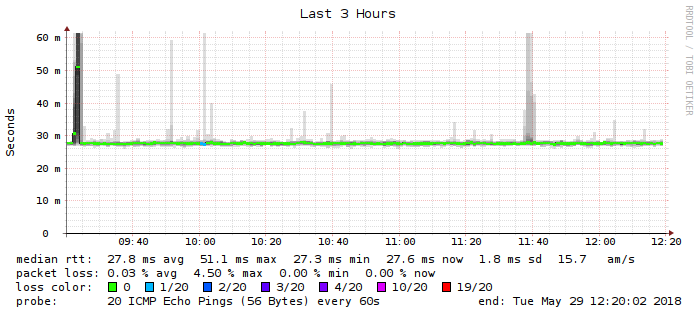 Last 3 Hours
RRDTOOL / TOBI OETIKER
Seconds
60 m
50 m
40 m
30 m
20 m
10 m
0
09:40 10:00 10:20 10:40 11:00 11:20 11:40 12:00 12:20
median rtt: 27.8 ms avg 51.1 ms max 27.3 ms min 27.6 ms now 1.8 ms sd 15.7 am/s
packet loss: 0.03 % avg 4.50 % max 0.00 % min 0.00 % now
loss color: 0 1/20 2/20 3/20 4/20 10/20 19/20
probe: 20 ICMP Echo Pings (56 Bytes) every 60s end: Tue May 29 12:20:02 2018